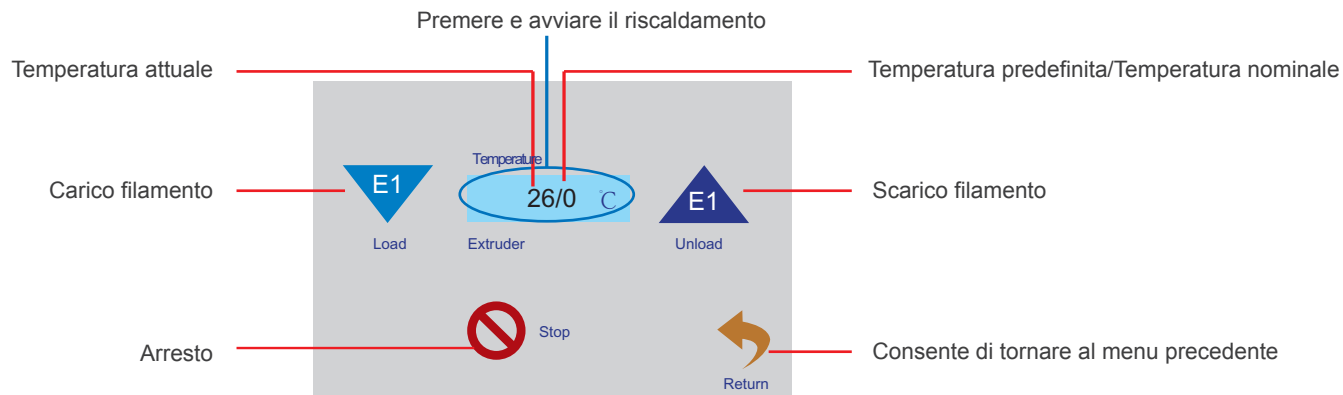 Premere e avviare il riscaldamento
Temperatura attuale
Temperatura predefinita/Temperatura nominale
Temperature
Carico filamento
E1
26/0 ℃
E1
Scarico filamento
Load
Extruder
Unload
Stop
Arresto
Consente di tornare al menu precedente
Return